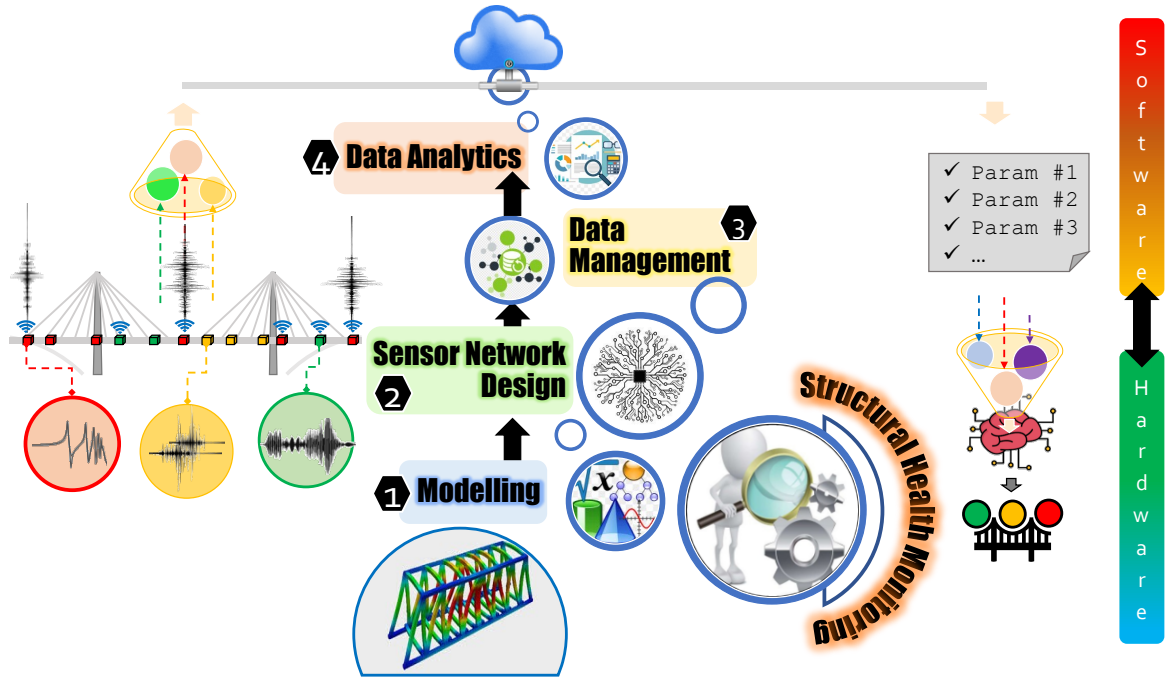 4 Data Analytics
3
Data
Management
Sensor Network
Design
2
1 Modelling
x
Structural Health Monitoring
✓ Param #1
✓ Param #2
✓ Param #3
✓ …
Software
Hardware